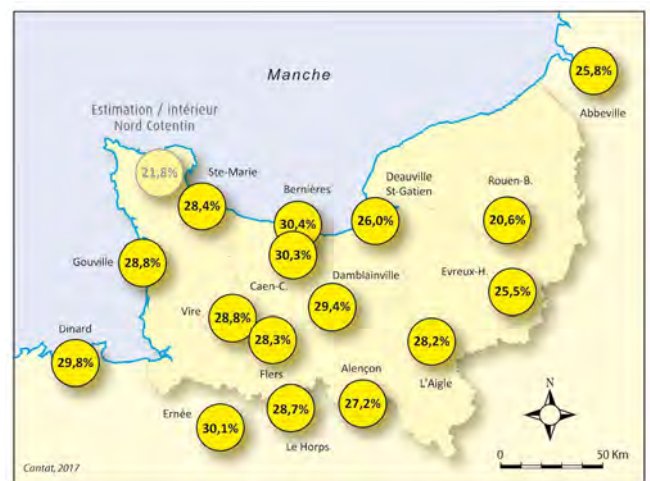 Manche
25,8%
Abbeville
Estimation / intérieur
Nord Cotentin
21,8%
Ste-Marie
28,4%
Bernières
30,4%
30,3%
Caen-C.
Deauville
St-Gatien
26,0%
Rouen-B.
20,6%
Gouville
28,8%
Damblainville
29,4%
Evreux-H.
25,5%
Vire
28,8%
28,3%
Flers
28,2%
L'Aigle
Dinard
29,8%
Alençon
27,2%
Ernée
30,1%
28,7%
Le Horps
N
0 50 Km
Cantat, 2017